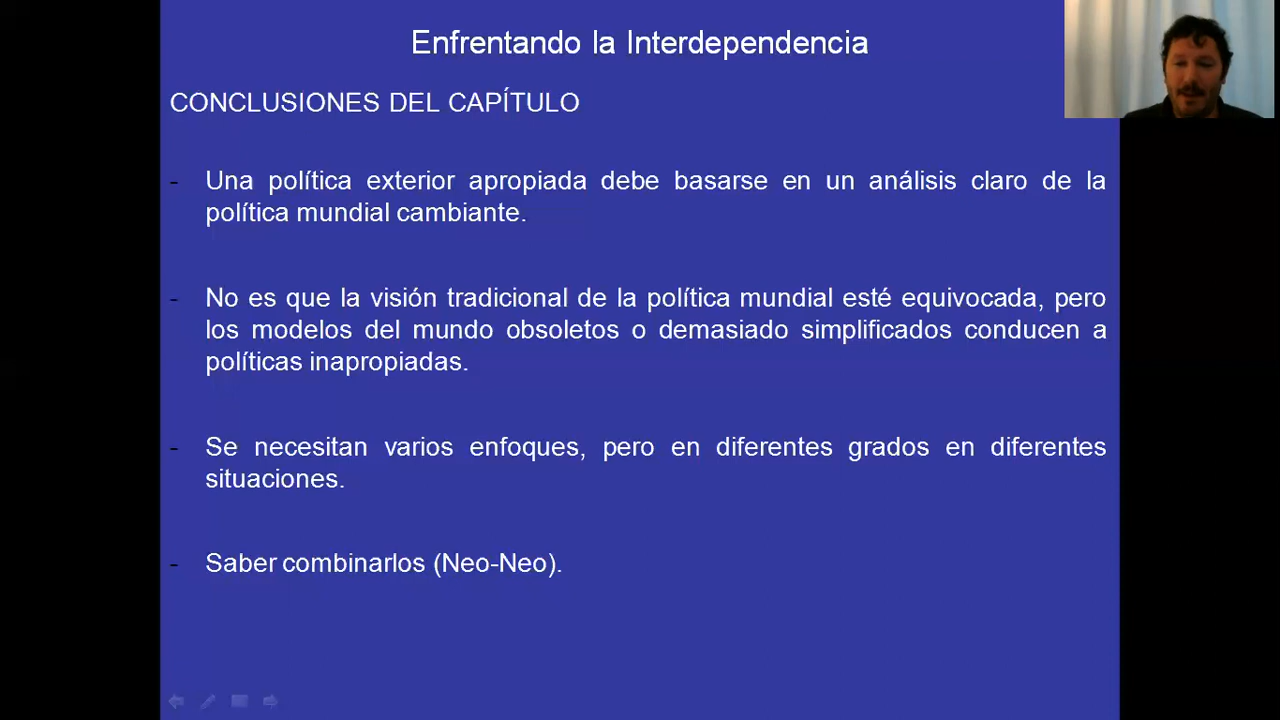 Enfrentando la Interdependencia
CONCLUSIONES DEL CAPÍTULO
- Una política exterior apropiada debe basarse en un análisis claro de la
política mundial cambiante.
- No es que la visión tradicional de la política mundial esté equivocada, pero
los modelos del mundo obsoletos o demasiado simplificados conducen a
políticas inapropiadas.
- Se necesitan varios enfoques, pero en diferentes grados en diferentes
situaciones.
- Saber combinarlos (Neo-Neo).